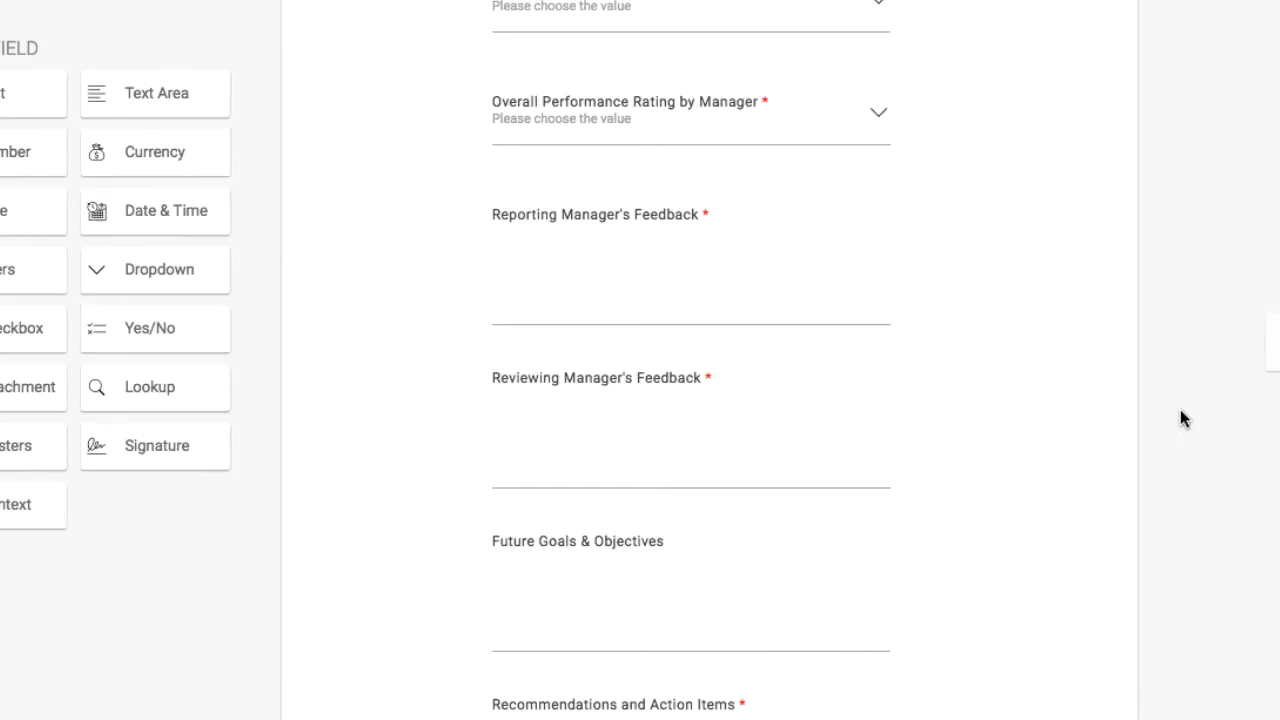 IELD
t
Text Area
mber
Currency
e
Date & Time
ers
Dropdown
eckbox
Yes/No
achment
Lookup
sters
Signature
ntext
Please choose the value
Overall Performance Rating by Manager *
Please choose the value
Reporting Manager's Feedback *
Reviewing Manager's Feedback *
Future Goals & Objectives
Recommendations and Action Items *